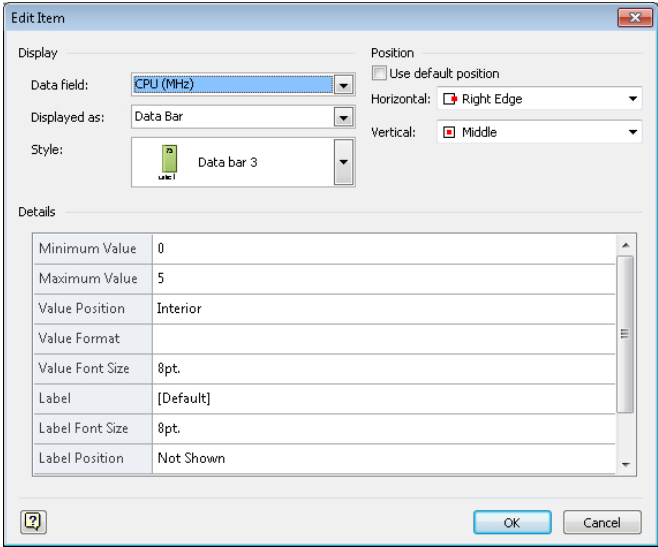 Edit Item
Display
Data field:
CPU (MHz)
Displayed as:
Data Bar
Style:
73
Label
Data bar 3
Position
Use default position
Horizontal:
Right Edge
Vertical:
Middle
Details
Minimum Value
0
Maximum Value
5
Value Position
Interior
Value Format
Value Font Size
8pt.
Label
[Default]
Label Font Size
8pt.
Label Position
Not Shown
?
OK
Cancel